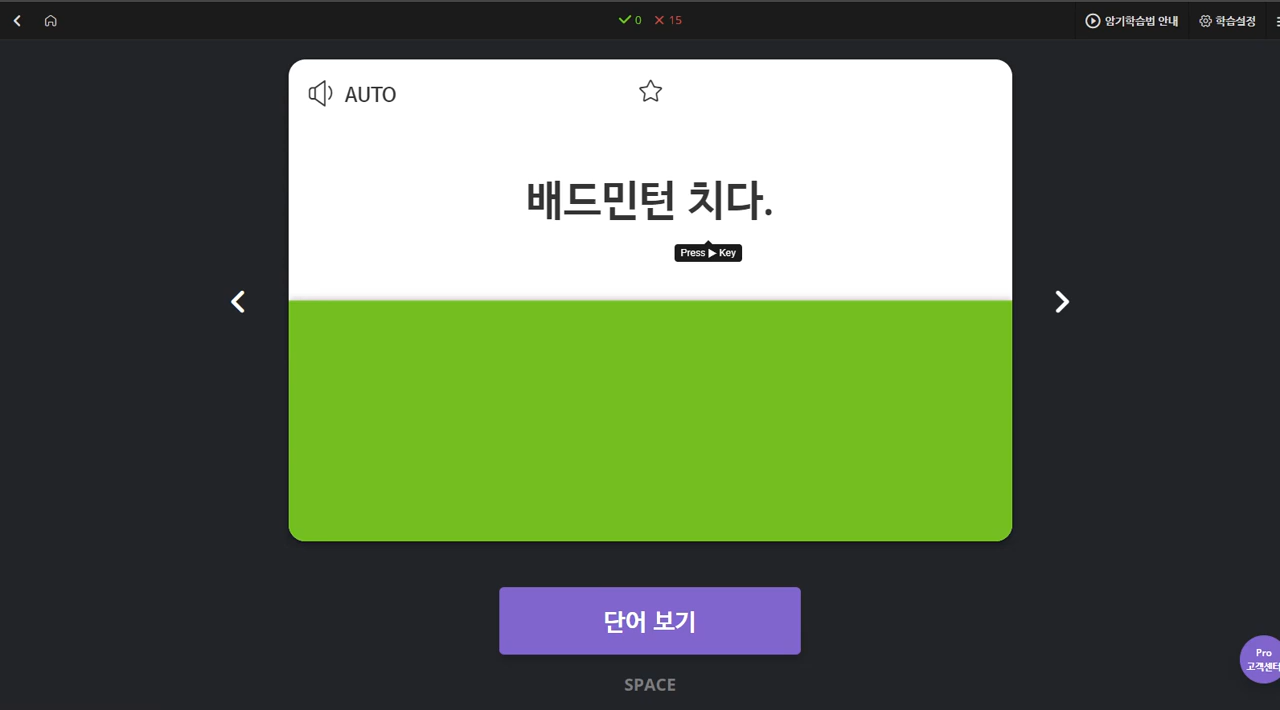 0 15
암기학습법 안내
학습설정
AUTO
배드민턴 치다.
Press ▶ Key
단어 보기
SPACE
Pro
고객센터